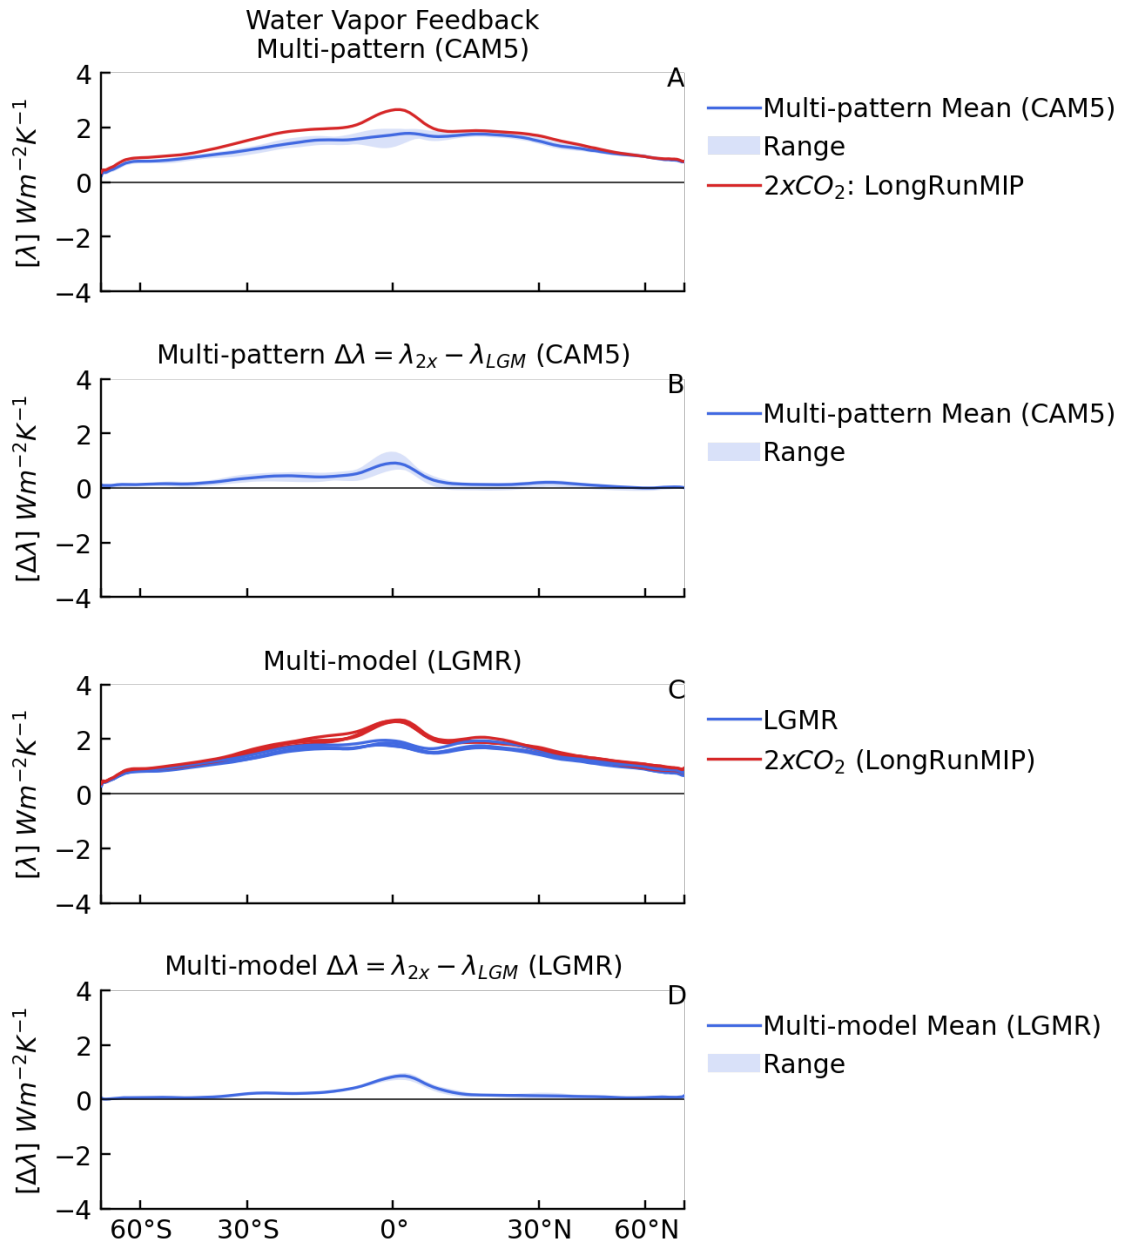 Water Vapor Feedback
Multi-pattern (CAM5)
A
4
2
0
−2
−4
[λ] Wm⁻²K⁻¹
Multi-pattern Mean (CAM5)
Range
2xCO₂: LongRunMIP
Multi-pattern Δλ = λ₂ₓ − λ_LGM (CAM5)
B
4
2
0
−2
−4
[Δλ] Wm⁻²K⁻¹
Multi-pattern Mean (CAM5)
Range
Multi-model (LGMR)
C
4
2
0
−2
−4
[λ] Wm⁻²K⁻¹
LGMR
2xCO₂ (LongRunMIP)
Multi-model Δλ = λ₂ₓ − λ_LGM (LGMR)
D
4
2
0
−2
−4
[Δλ] Wm⁻²K⁻¹
Multi-model Mean (LGMR)
Range
60°S 30°S 0° 30°N 60°N